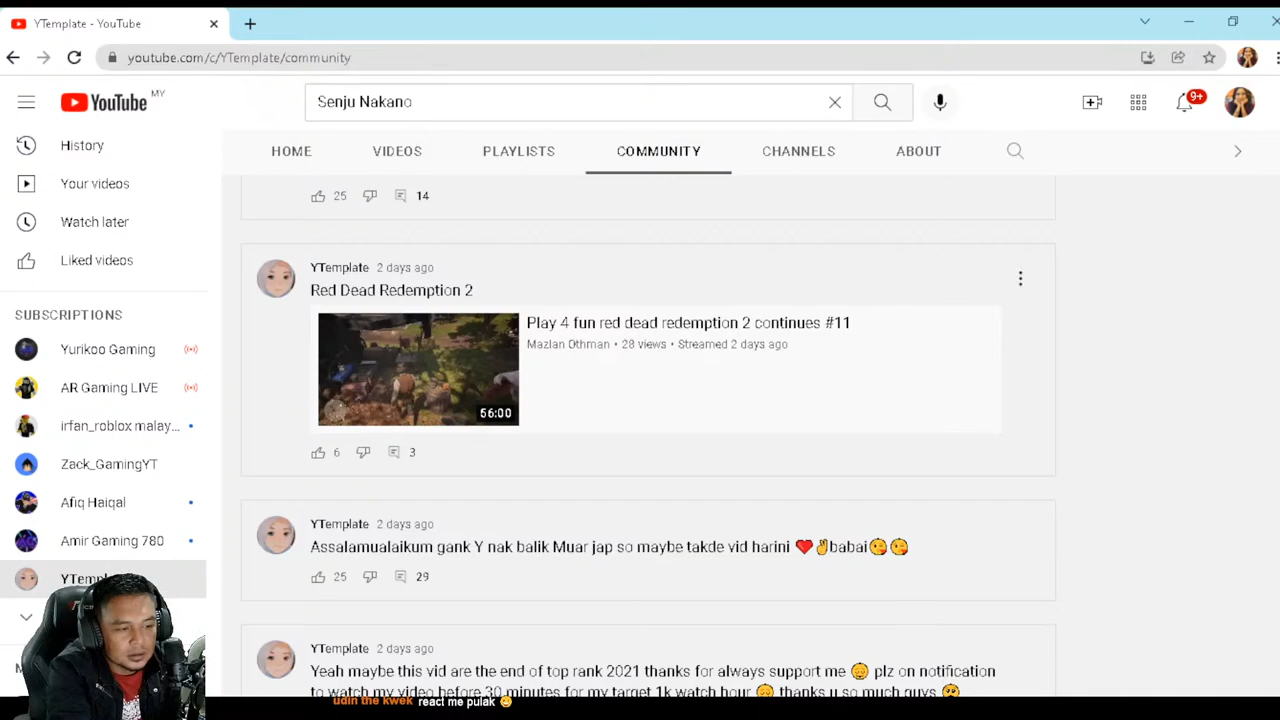 YTemplate - YouTube
youtube.com/c/YTemplate/community
YouTube MY
Senju Nakano
9+
HOME VIDEOS PLAYLISTS COMMUNITY CHANNELS ABOUT
History
Your videos
Watch later
Liked videos
SUBSCRIPTIONS
Yurikoo Gaming
AR Gaming LIVE
irfan_roblox malay...
Zack_GamingYT
Afiq Haiqal
Amir Gaming 780
25 14
YTemplate 2 days ago
Red Dead Redemption 2
Play 4 fun red dead redemption 2 continues #11
Mazlan Othman • 28 views • Streamed 2 days ago
56:00
6 3
YTemplate 2 days ago
Assalamualaikum gank Y nak balik Muar jap so maybe takde vid harini ❤️✌️babai😘😘
25 29
YTemplate 2 days ago
Yeah maybe this vid are the end of top rank 2021 thanks for always support me plz on notification
to watch my video before 30 minutes for my target 1k watch hour thanks u so much guys
udin the kwek react me pulak